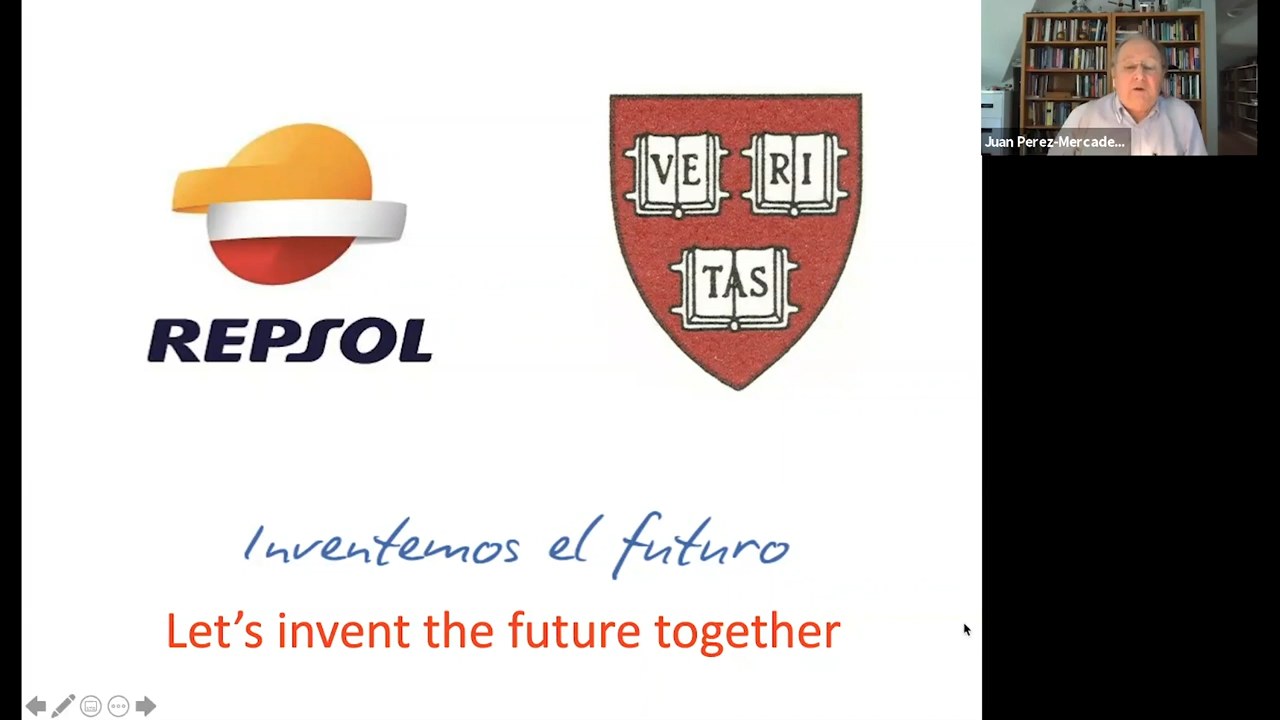 REPSOL
VE RI
TAS
Inventemos el futuro
Let's invent the future together
Juan Perez-Mercade...